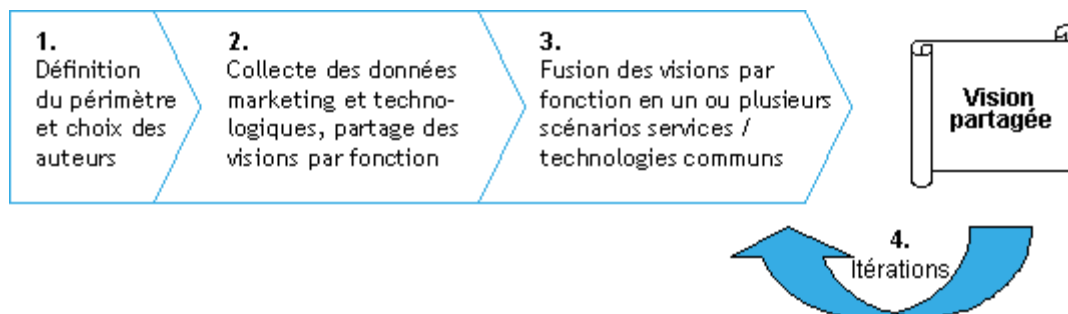 1.
Définition
du périmètre
et choix des
auteurs
2.
Collecte des données
marketing et techno-
logiques, partage des
visions par fonction
3.
Fusion des visions par
fonction en un ou plusieurs
scénarios services /
technologies communs
Vision
partagée
4.
Itérations